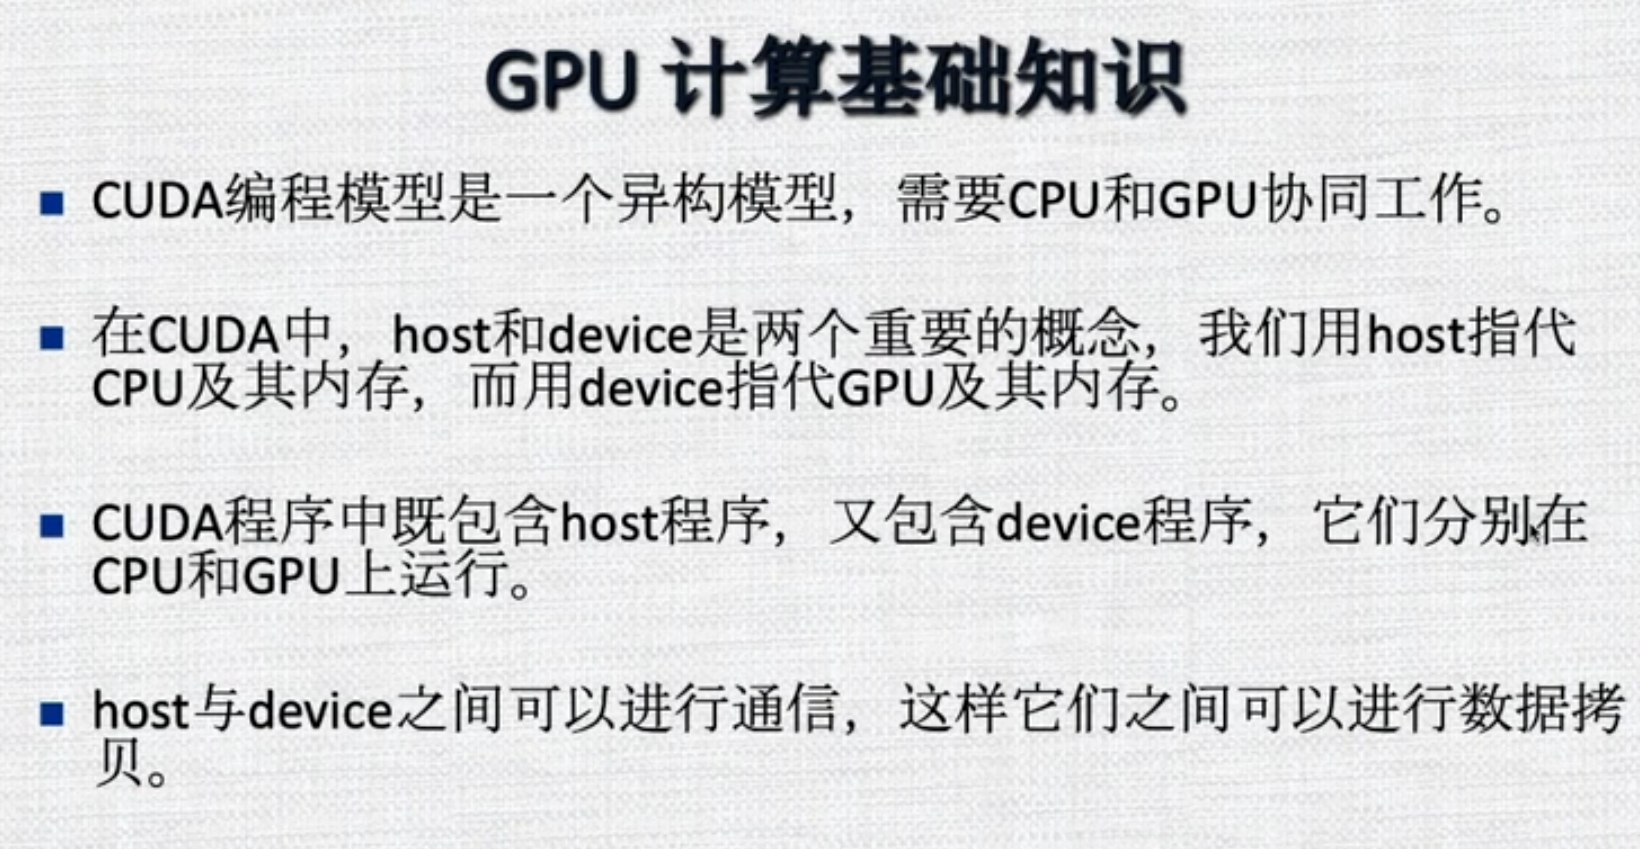 GPU 计算基础知识
CUDA编程模型是一个异构模型，需要CPU和GPU协同工作。
在CUDA中，host和device是两个重要的概念，我们用host指代
CPU及其内存，而用device指代GPU及其内存。
CUDA程序中既包含host程序，又包含device程序，它们分别在
CPU和GPU上运行。
host与device之间可以进行通信，这样它们之间可以进行数据拷
贝。